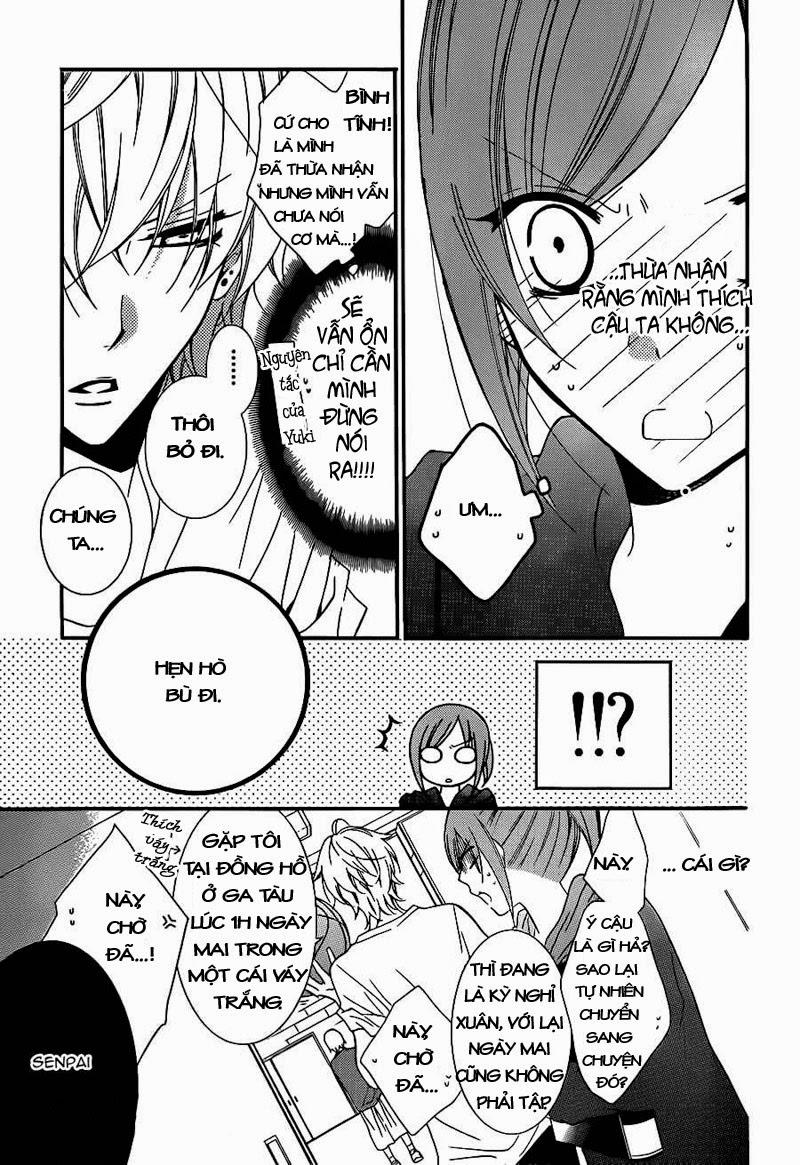 ...THỪA NHẬN
RẰNG MÌNH THÍCH
CẬU TA KHÔNG...
ƯM...
BÌNH
TĨNH!
CỨ CHO
LÀ MÌNH
ĐÃ THỪA NHẬN
NHƯNG MÌNH VẪN
CHƯA NÓI
CƠ MÀ...!
SẼ
VẪN ỔN
CHỈ CẦN
MÌNH
ĐỪNG
NÓI
RA!!!!
Nguyên
tắc
của
Yuki
THÔI
BỎ ĐI.
CHÚNG
TA...
HẸN HÒ
BÙ ĐI.
!!?
... CÁI GÌ?
NÀY.
Ý CẬU
LÀ GÌ HẢ?
SAO LẠI
TỰ NHIÊN
CHUYỂN
SANG
CHUYỆN
ĐÓ?
THÌ ĐANG
LÀ KỲ NGHỈ
XUÂN, VỚI LẠI
NGÀY MAI
CŨNG KHÔNG
PHẢI TẬP.
NÀY,
CHỜ
ĐÃ...
GẶP TÔI
TẠI ĐỒNG HỒ
Ở GA TÀU
LÚC 1H NGÀY
MAI TRONG
MỘT CÁI VÁY
TRẮNG.
Thích
váy
trắng
NÀY,
CHỜ
ĐÃ...!
SENPAI